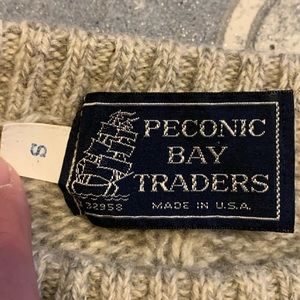 PECONIC
BAY
TRADERS
32958
MADE IN U.S.A.
S